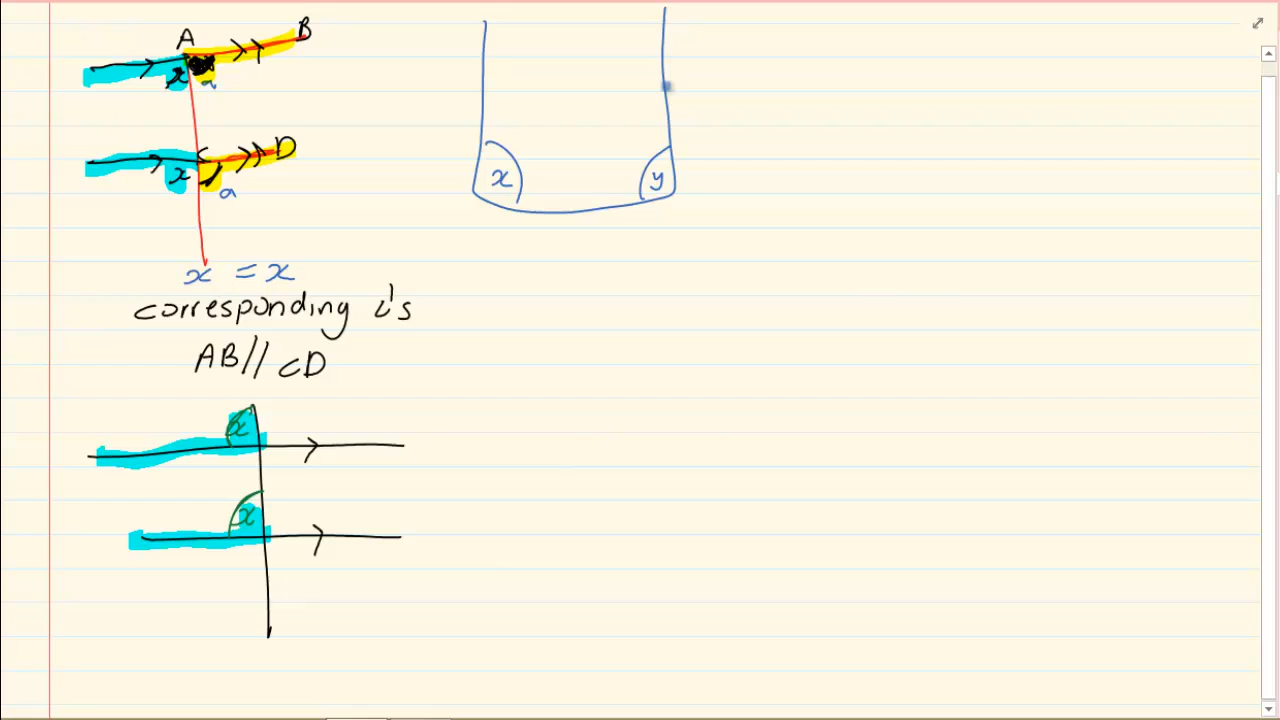 A B
x a
C D
x a
x = x
corresponding L's
AB // CD
x
x
x y